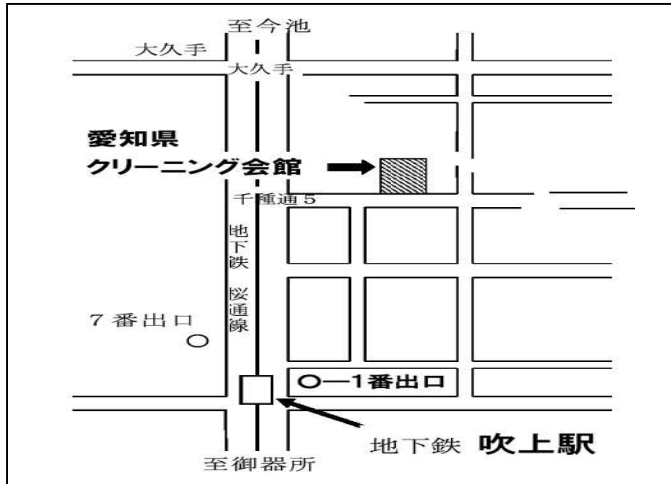 至今池
大久手
大久手
愛知県
クリーニング会館
千種通5
地下鉄 桜通線
7番出口
1番出口
地下鉄 吹上駅
至御器所